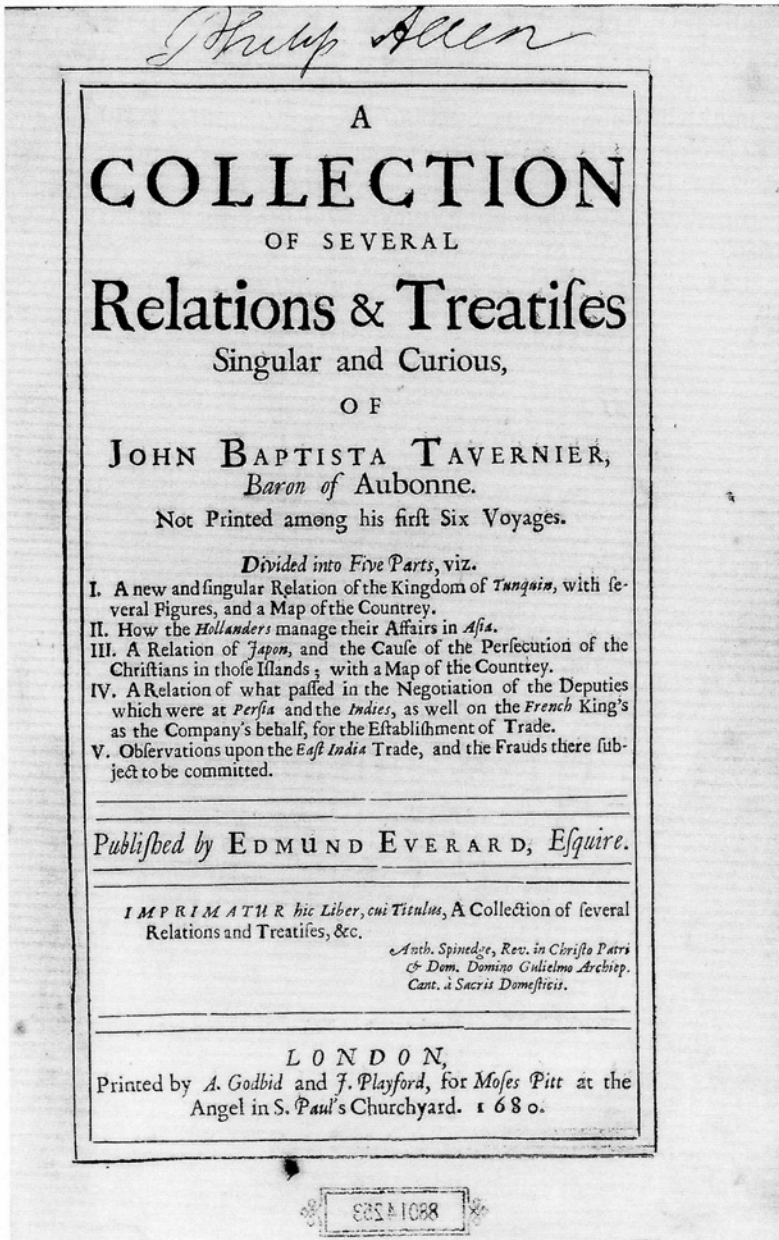 Philip Allen
A
COLLECTION
OF SEVERAL
Relations & Treatiſes
Singular and Curious,
OF
JOHN BAPTISTA TAVERNIER,
Baron of Aubonne.
Not Printed among his firſt Six Voyages.
Divided into Five Parts, viz.
I. A new and ſingular Relation of the Kingdom of Tunquin, with ſe-
veral Figures, and a Map of the Countrey.
II. How the Hollanders manage their Affairs in Aſia.
III. A Relation of Japon, and the Cauſe of the Perſecution of the
Chriſtians in thoſe Iſlands; with a Map of the Countrey.
IV. A Relation of what paſſed in the Negotiation of the Deputies
which were at Perſia and the Indies, as well on the French King's
as the Company's behalf, for the Eſtabliſhment of Trade.
V. Obſervations upon the Eaſt India Trade, and the Frauds there ſub-
ject to be committed.
Publiſhed by EDMUND EVERARD, Eſquire.
IMPRIMATUR hic Liber, cui Titulus, A Collection of ſeveral
Relations and Treatiſes, &c.
Anth. Spinedge, Rev. in Chriſto Patri
& Dom. Domino Gulielmo Archiep.
Cant. à Sacris Domeſticis.
LONDON,
Printed by A. Godbid and J. Playford, for Moſes Pitt at the
Angel in S. Paul's Churchyard. 1680.
88014253